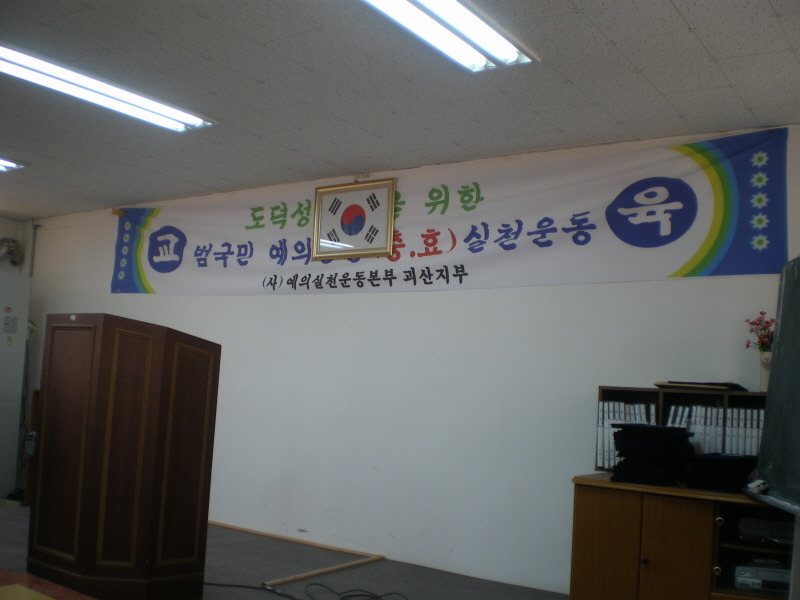 도덕성 위한
교 범국민 예의 충.효) 실천운동 육
(사) 예의실천운동본부 괴산지부